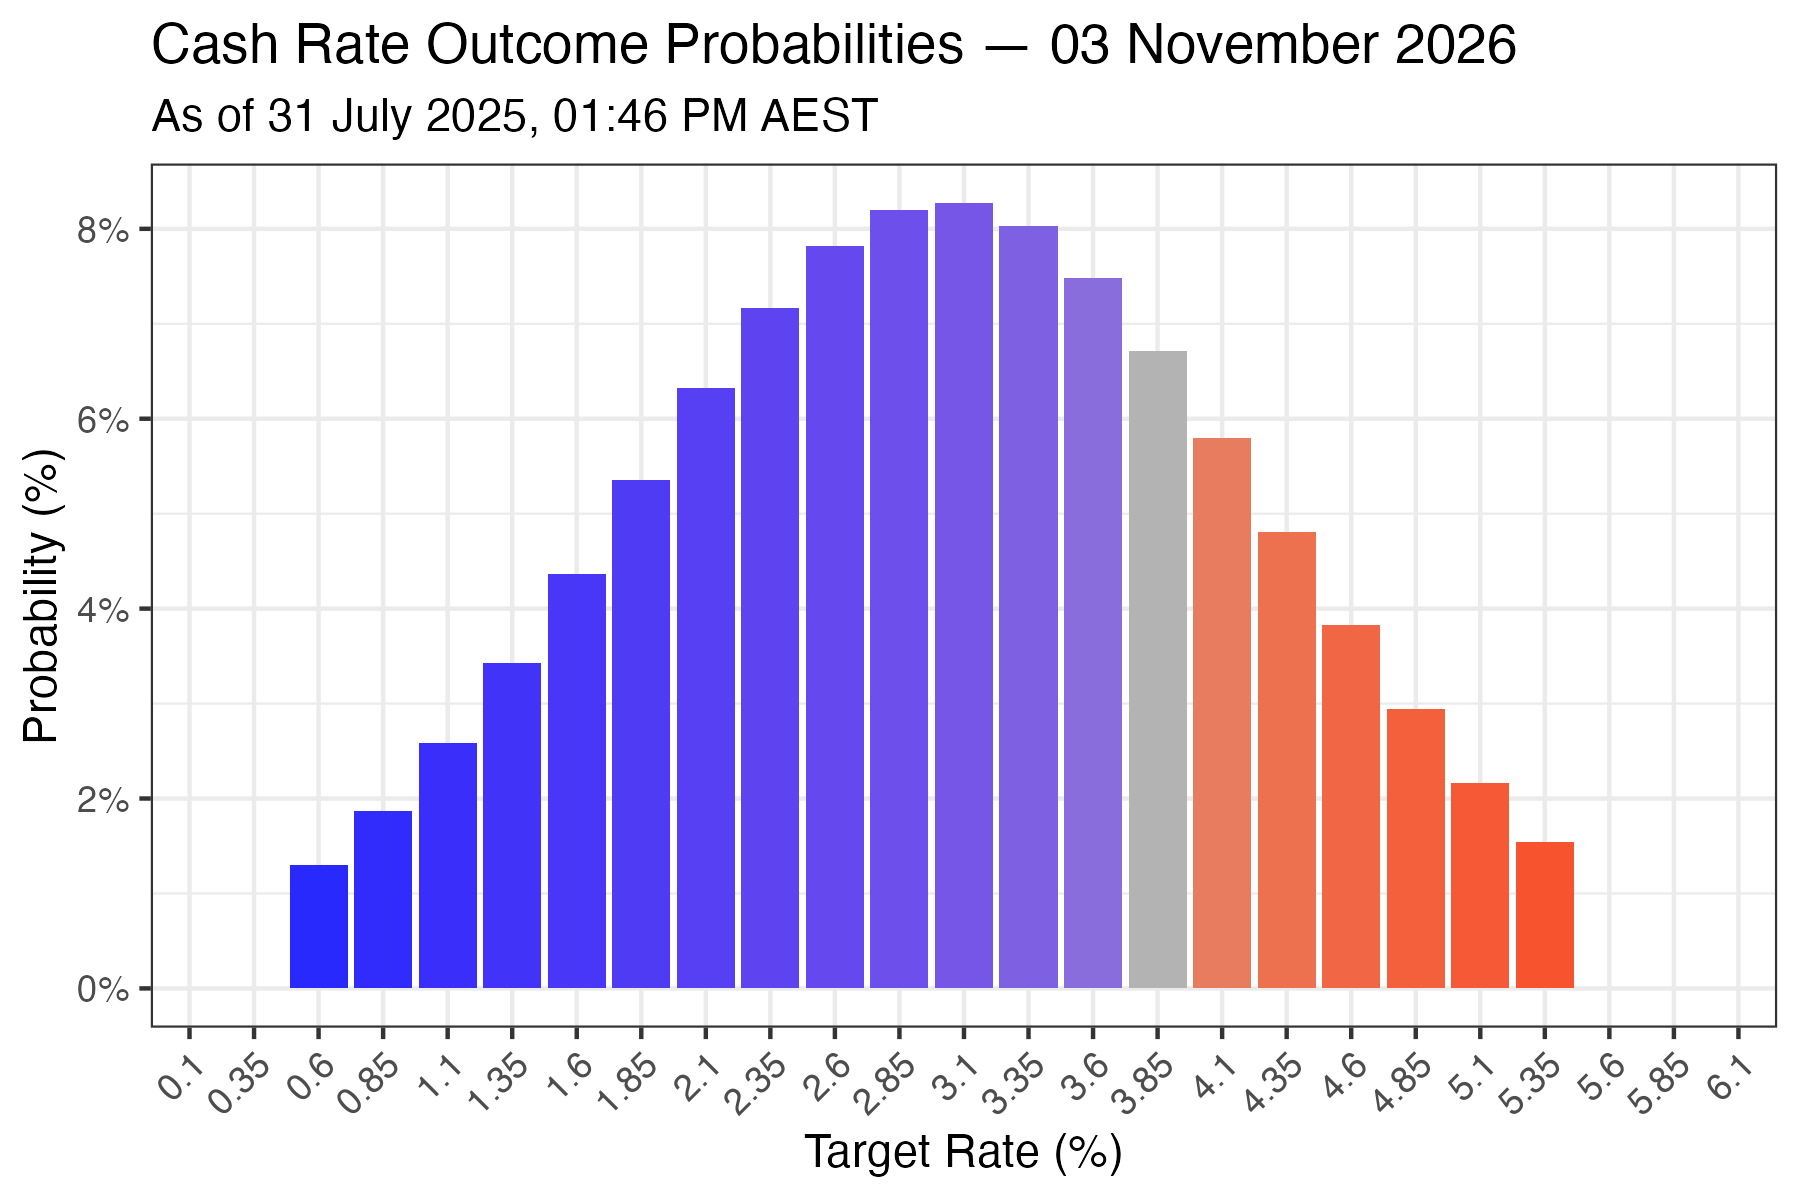 Cash Rate Outcome Probabilities — 03 November 2026
As of 31 July 2025, 01:46 PM AEST
Probability (%)
8%
6%
4%
2%
0%
0.1 0.35 0.6 0.85 1.1 1.35 1.6 1.85 2.1 2.35 2.6 2.85 3.1 3.35 3.6 3.85 4.1 4.35 4.6 4.85 5.1 5.35 5.6 5.85 6.1
Target Rate (%)